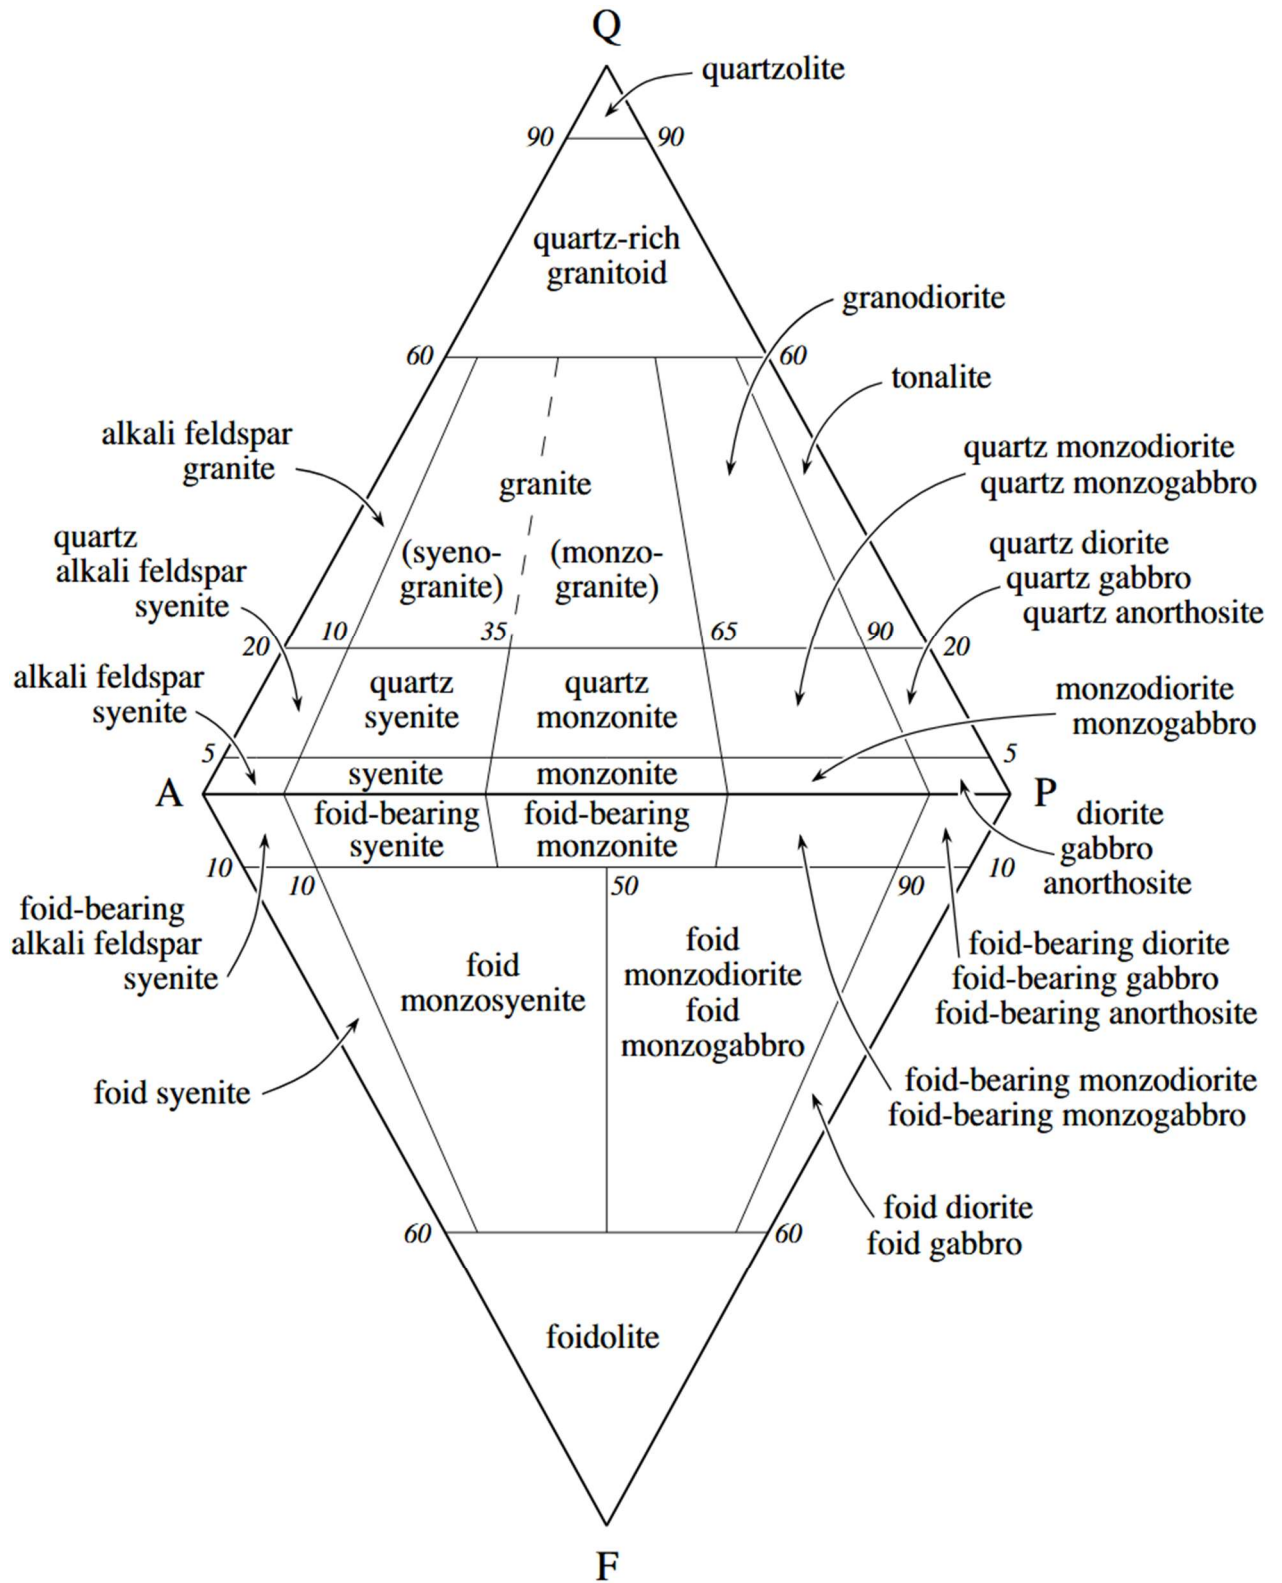 Q
quartzolite
90
90
quartz-rich
granitoid
granodiorite
60
60
tonalite
alkali feldspar
granite
quartz monzodiorite
quartz monzogabbro
granite
quartz
alkali feldspar
syenite
(syeno-
granite)
(monzo-
granite)
quartz diorite
quartz gabbro
quartz anorthosite
20
10
35
65
90
20
alkali feldspar
syenite
quartz
syenite
quartz
monzonite
monzodiorite
monzogabbro
5
5
syenite
monzonite
A
P
foid-bearing
syenite
foid-bearing
monzonite
diorite
gabbro
anorthosite
10
10
50
90
10
foid-bearing
alkali feldspar
syenite
foid
monzosyenite
foid
monzodiorite
foid
monzogabbro
foid-bearing diorite
foid-bearing gabbro
foid-bearing anorthosite
foid syenite
foid-bearing monzodiorite
foid-bearing monzogabbro
foid diorite
foid gabbro
60
60
foidolite
F